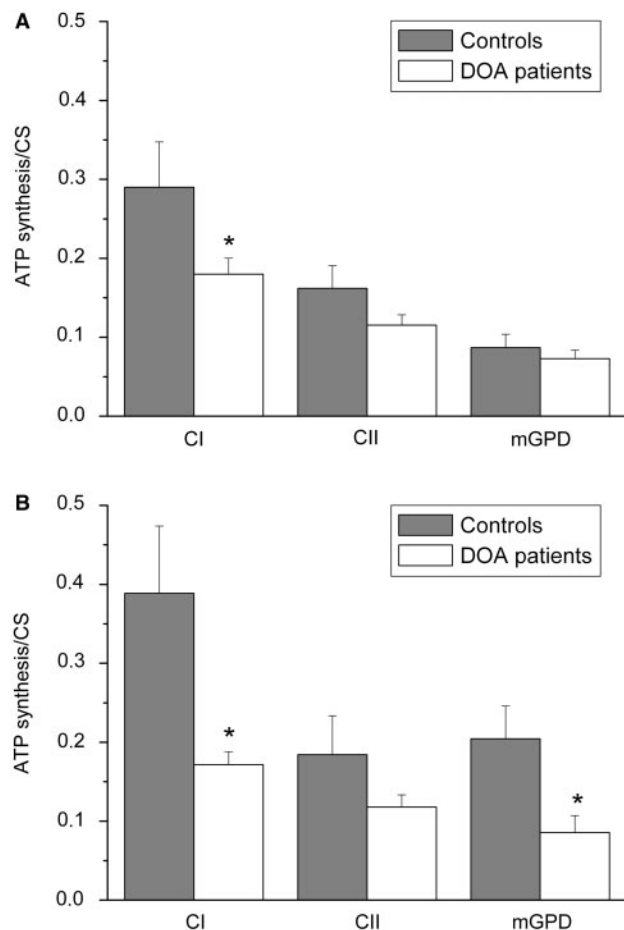 A
0.5
0.4
0.3
0.2
0.1
0.0
ATP synthesis/CS
Controls
DOA patients
*
CI CII mGPD
B
0.5
0.4
0.3
0.2
0.1
0.0
ATP synthesis/CS
Controls
DOA patients
*
*
CI CII mGPD